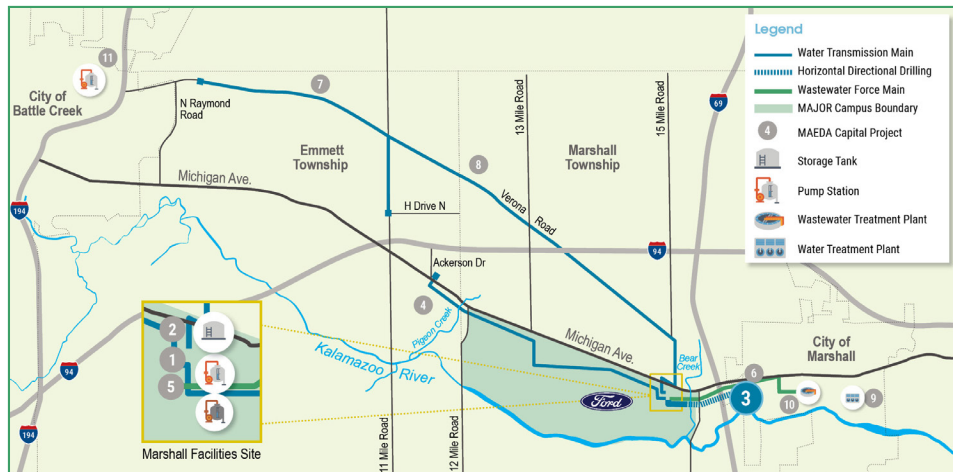 Legend
Water Transmission Main
Horizontal Directional Drilling
Wastewater Force Main
MAJOR Campus Boundary
4
MAEDA Capital Project
Storage Tank
Pump Station
Wastewater Treatment Plant
Water Treatment Plant
11
City of
Battle Creek
7
N Raymond
Road
Emmett
Township
13 Mile Road
15 Mile Road
69
Marshall
Township
8
Michigan Ave.
Verona
Road
H Drive N
194
94
Ackerson Dr
4
Pigeon Creek
Michigan Ave.
Bear
Creek
City of
Marshall
2
1
5
Kalamazoo
River
94
6
3
10
9
Ford
194
11 Mile Road
12 Mile Road
69
Marshall Facilities Site